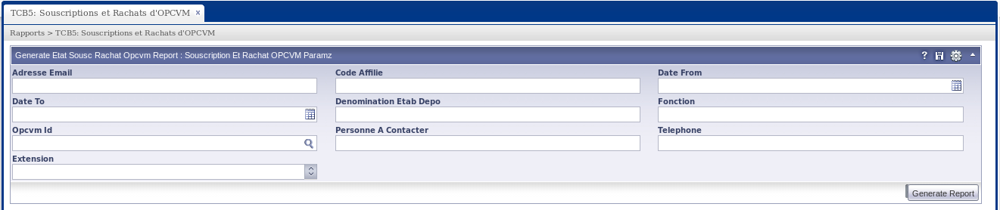 TCB5: Souscriptions et Rachats d'OPCVM x
Rapports > TCB5: Souscriptions et Rachats d'OPCVM
Generate Etat Sousc Rachat Opcvm Report : Souscription Et Rachat OPCVM Paramz ?
Adresse Email Code Affilie Date From
Date To Denomination Etab Depo Fonction
Opcvm Id Personne A Contacter Telephone
Extension
Generate Report